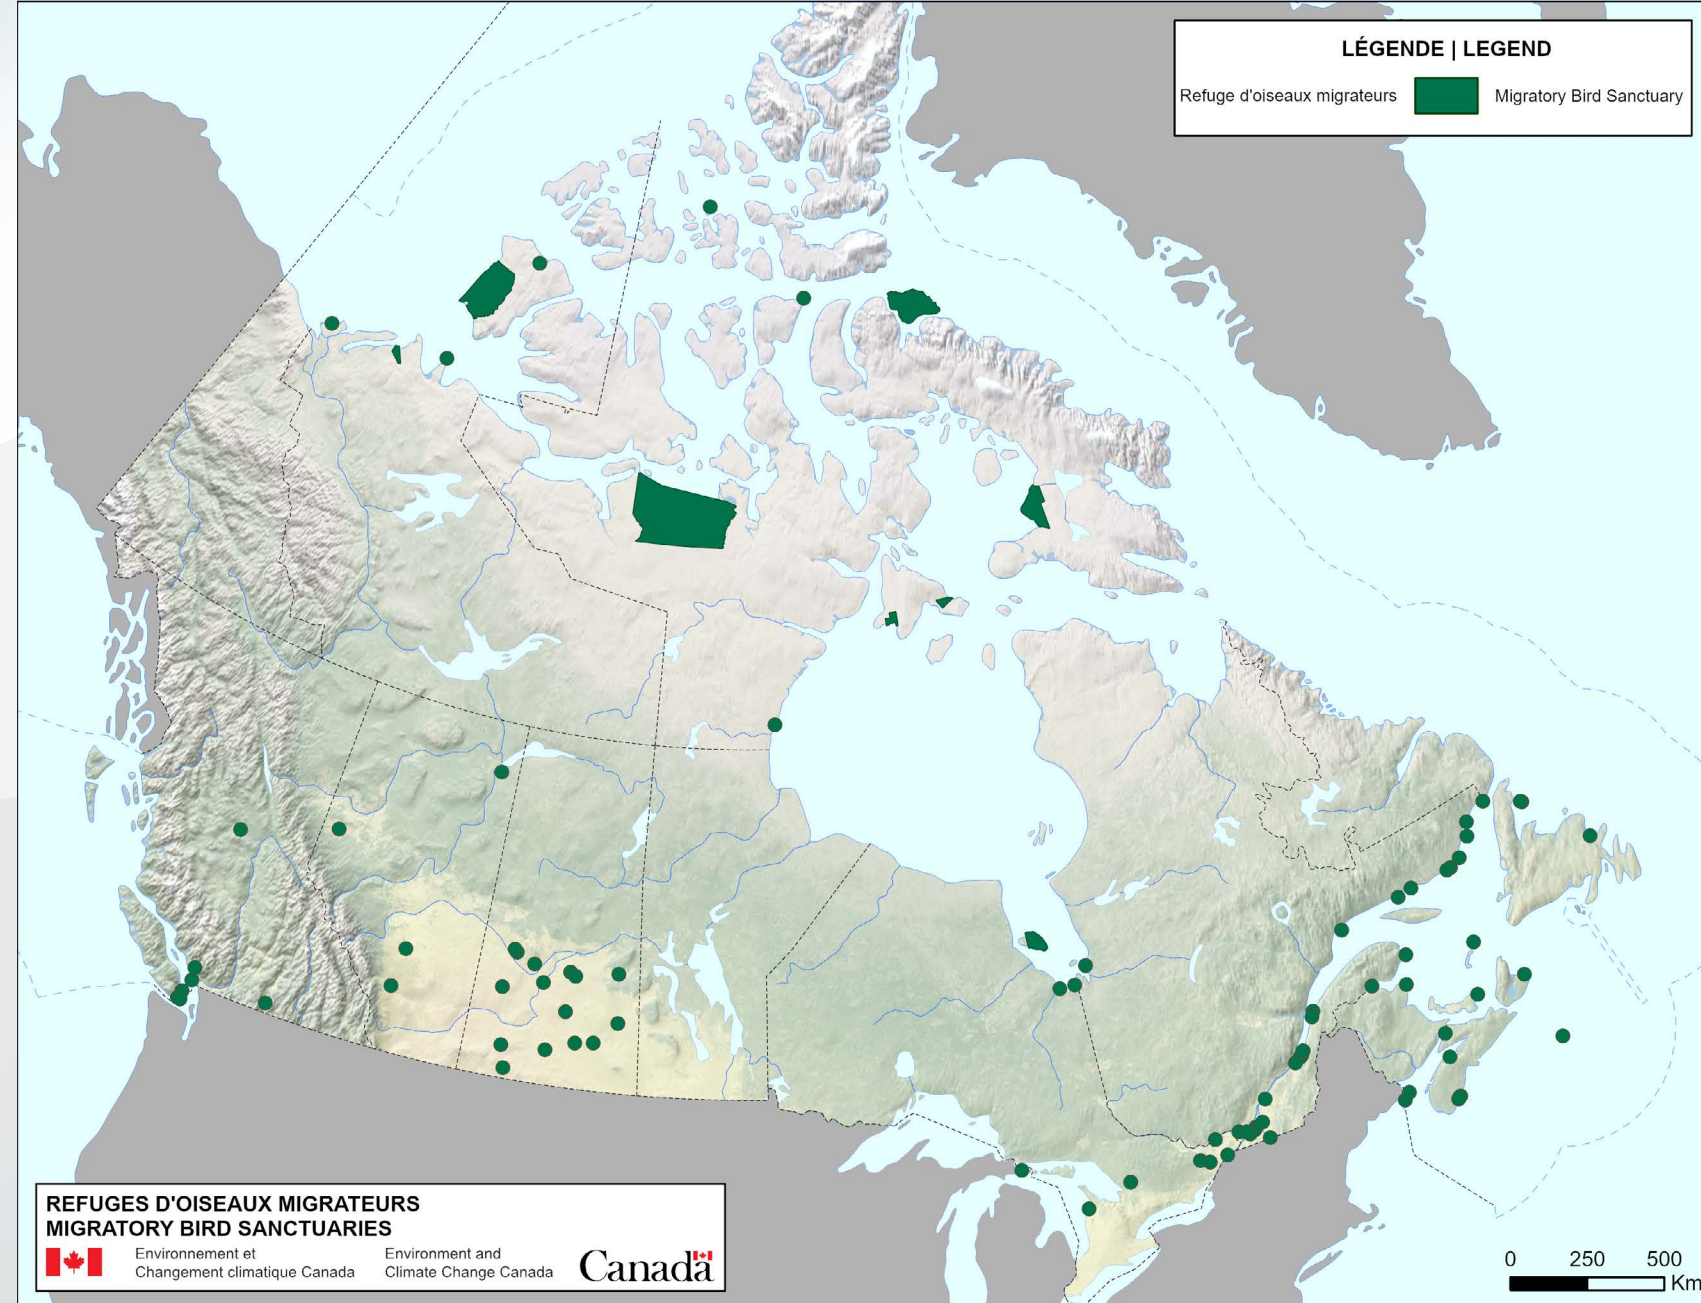 LÉGENDE | LEGEND
Refuge d'oiseaux migrateurs Migratory Bird Sanctuary
REFUGES D'OISEAUX MIGRATEURS
MIGRATORY BIRD SANCTUARIES
Environnement et
Changement climatique Canada
Environment and
Climate Change Canada
Canada
0 250 500
Km